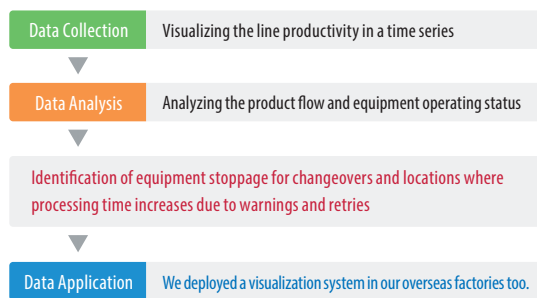 Data Collection Visualizing the line productivity in a time series
Data Analysis Analyzing the product flow and equipment operating status
Identification of equipment stoppage for changeovers and locations where
processing time increases due to warnings and retries
Data Application We deployed a visualization system in our overseas factories too.